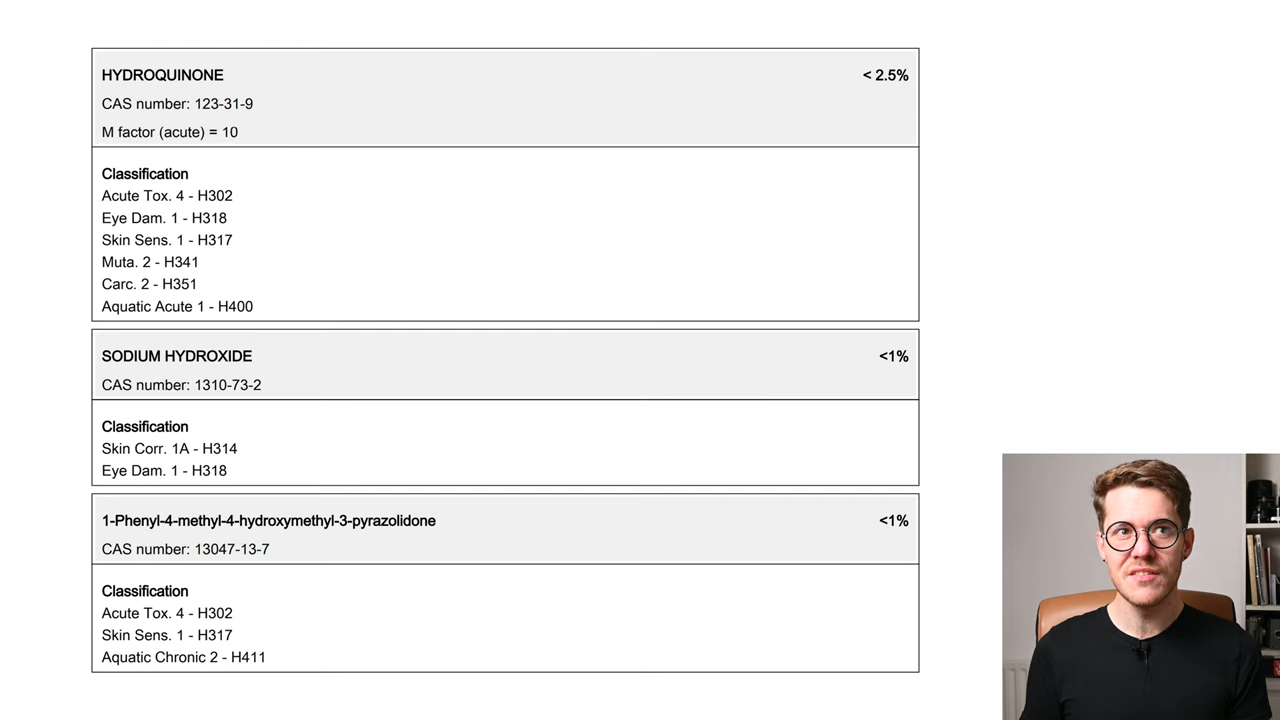 HYDROQUINONE < 2.5%
CAS number: 123-31-9
M factor (acute) = 10
Classification
Acute Tox. 4 - H302
Eye Dam. 1 - H318
Skin Sens. 1 - H317
Muta. 2 - H341
Carc. 2 - H351
Aquatic Acute 1 - H400
SODIUM HYDROXIDE <1%
CAS number: 1310-73-2
Classification
Skin Corr. 1A - H314
Eye Dam. 1 - H318
1-Phenyl-4-methyl-4-hydroxymethyl-3-pyrazolidone <1%
CAS number: 13047-13-7
Classification
Acute Tox. 4 - H302
Skin Sens. 1 - H317
Aquatic Chronic 2 - H411